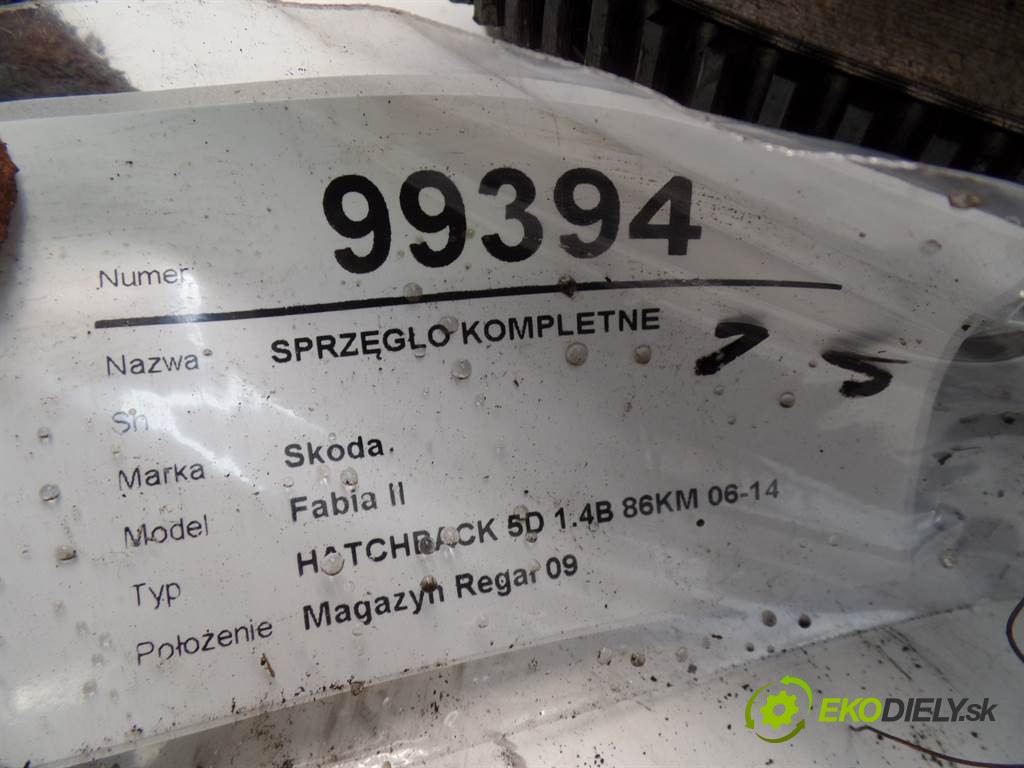 Numer 99394
Nazwa SPRZĘGŁO KOMPLETNE
Sn
Marka Skoda
Model Fabia II
Typ HATCHBACK 5D 1.4B 86KM 06-14
Położenie Magazyn Regał 09
EKODIELY.sk